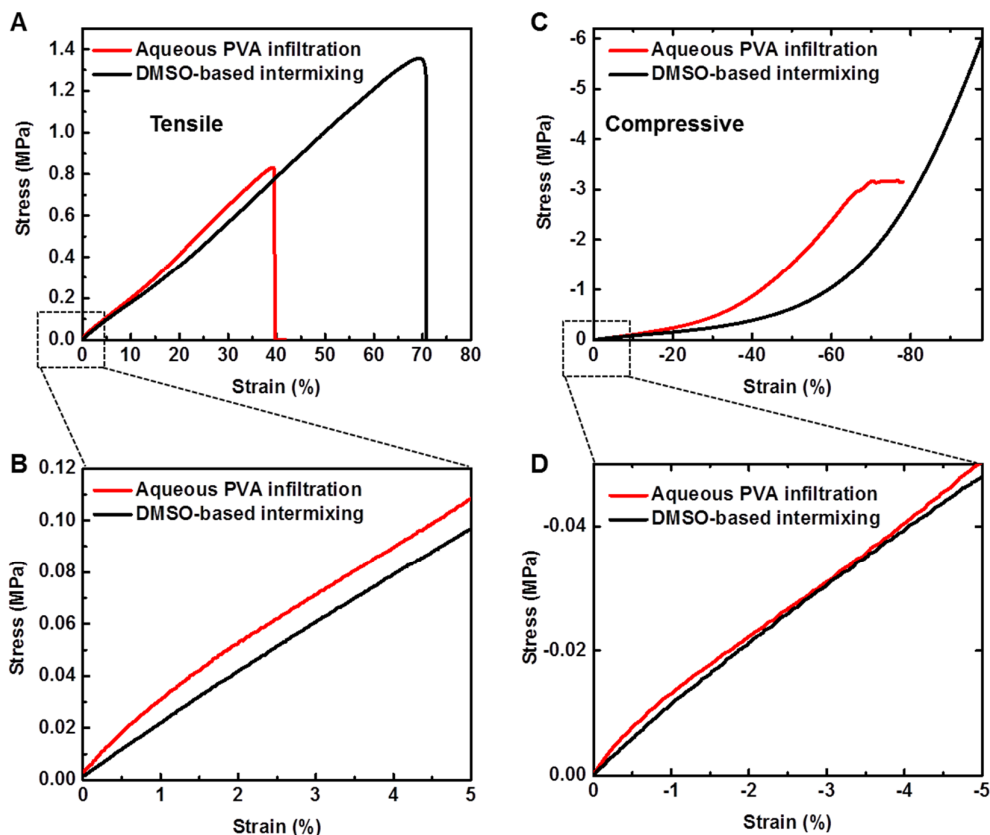 A
Aqueous PVA infiltration
DMSO-based intermixing
Tensile
Stress (MPa)
1.4
1.2
1.0
0.8
0.6
0.4
0.2
0.0
0 10 20 30 40 50 60 70 80
Strain (%)
C
Aqueous PVA infiltration
DMSO-based intermixing
Compressive
Stress (MPa)
-6
-5
-4
-3
-2
-1
0
0 -20 -40 -60 -80
Strain (%)
B
Aqueous PVA infiltration
DMSO-based intermixing
Stress (MPa)
0.12
0.10
0.08
0.06
0.04
0.02
0.00
0 1 2 3 4 5
Strain (%)
D
Aqueous PVA infiltration
DMSO-based intermixing
Stress (MPa)
-0.04
-0.02
0.00
0 -1 -2 -3 -4 -5
Strain (%)